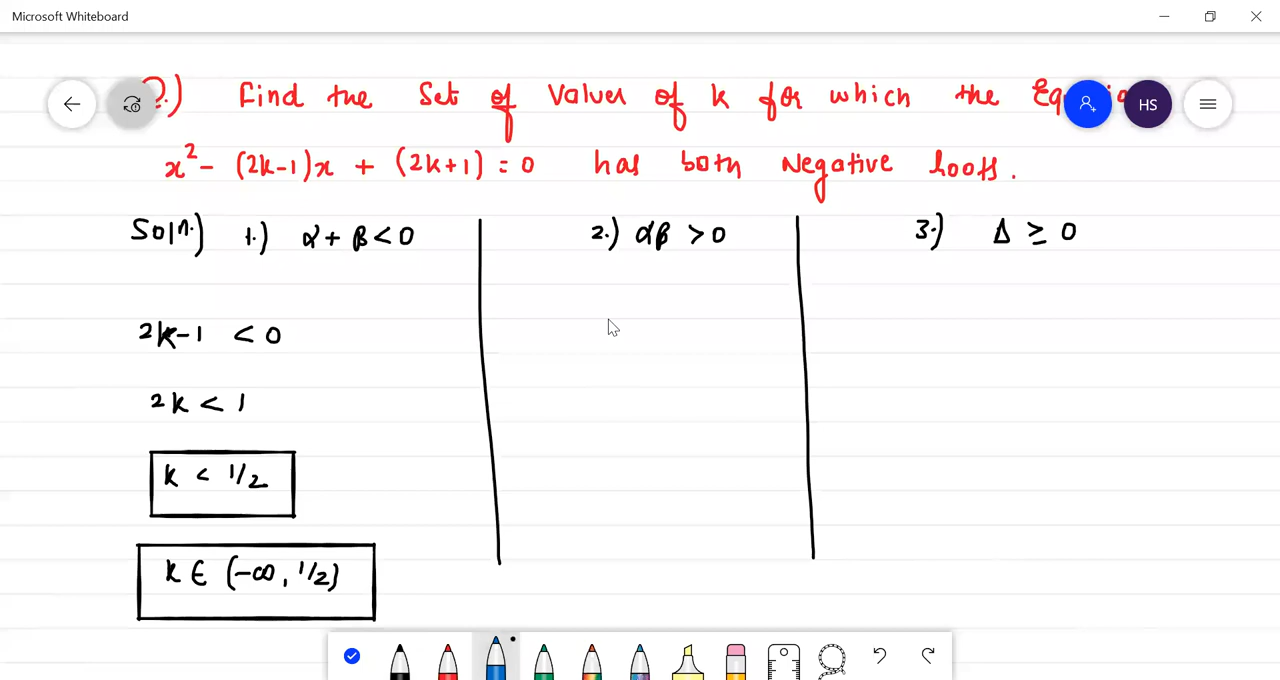 Microsoft Whiteboard
Q.) Find the Set of Values of k for which the
HS
x² - (2k-1)x + (2k+1) = 0 has both Negative Roots.
Soln.) 1.) α + β < 0
2k-1 < 0
2k < 1
k < 1/2
k ∈ (-∞, 1/2)
2.) αβ > 0
3.) Δ ≥ 0